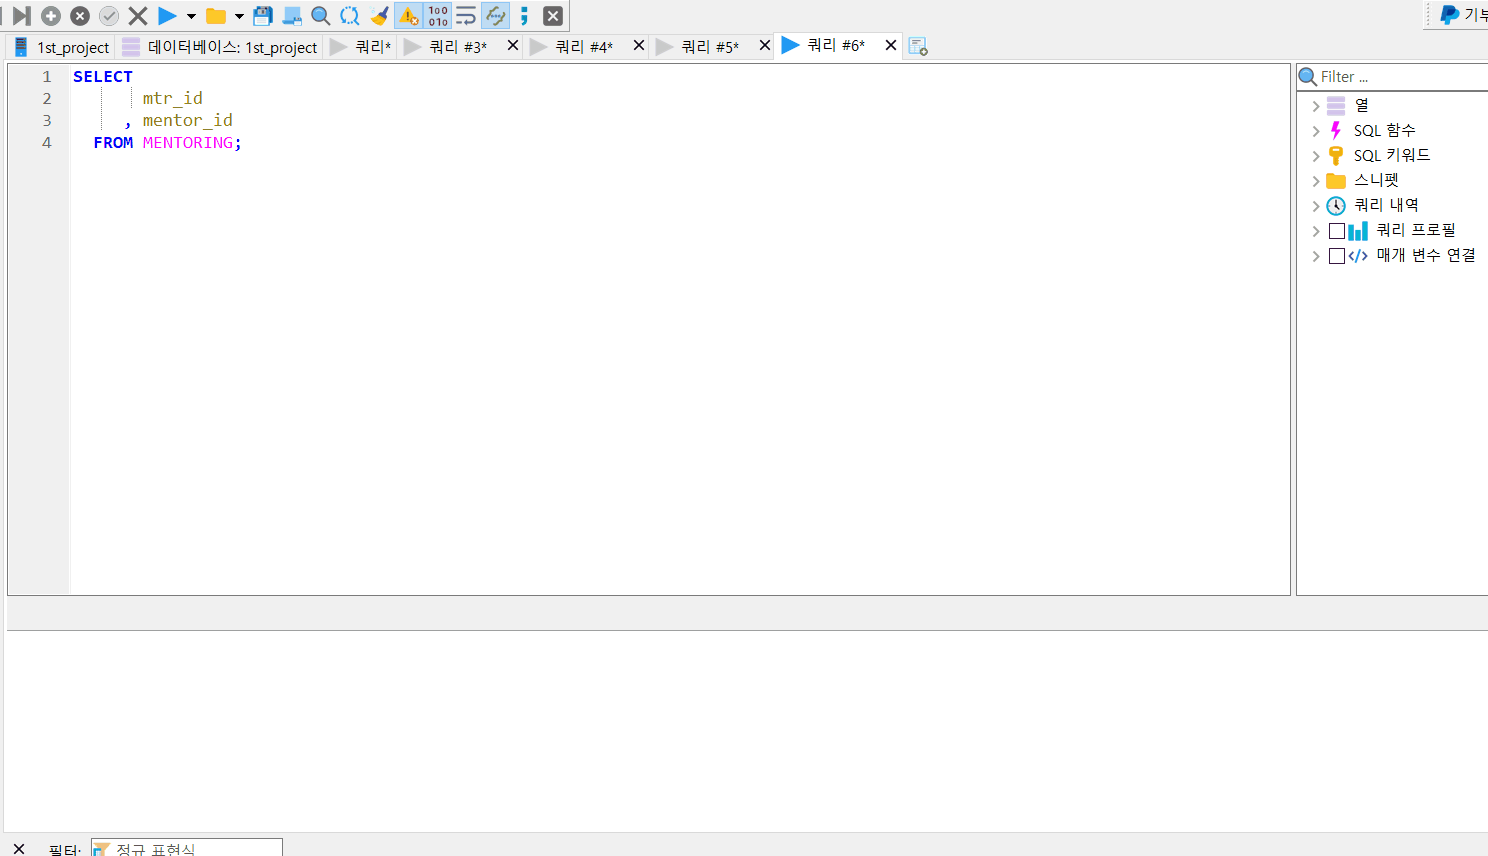 100
010
기부
1st_project
데이터베이스: 1st_project
쿼리*
쿼리 #3*
쿼리 #4*
쿼리 #5*
쿼리 #6*
1 SELECT
2 mtr_id
3 , mentor_id
4 FROM MENTORING;
Filter ...
열
SQL 함수
SQL 키워드
스니펫
쿼리 내역
쿼리 프로필
매개 변수 연결
필터:
정규 표현식